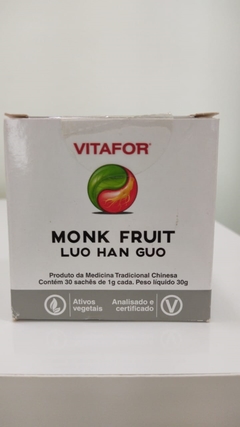 VITAFOR®
MONK FRUIT
LUO HAN GUO
Produto da Medicina Tradicional Chinesa
Contém 30 sachês de 1g cada. Peso líquido 30g
Ativos
vegetais
Analisado e
certificado
V